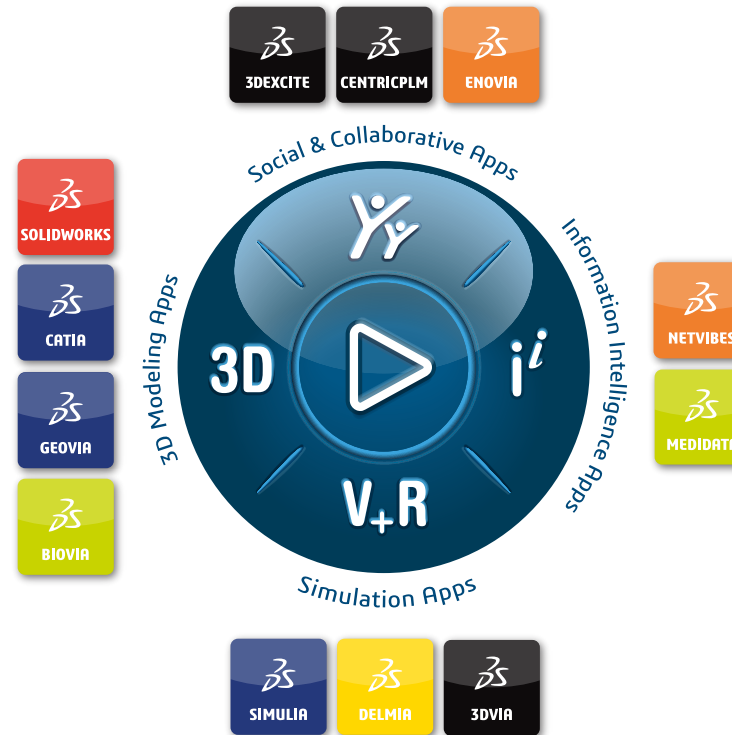 3DEXCITE
CENTRICPLM
ENOVIA
Social & Collaborative Apps
SOLIDWORKS
CATIA
GEOVIA
BIOVIA
3D Modeling Apps
3D
Information Intelligence Apps
i i
NETVIBES
MEDIDATA
V+R
Simulation Apps
SIMULIA
DELMIA
3DVIA